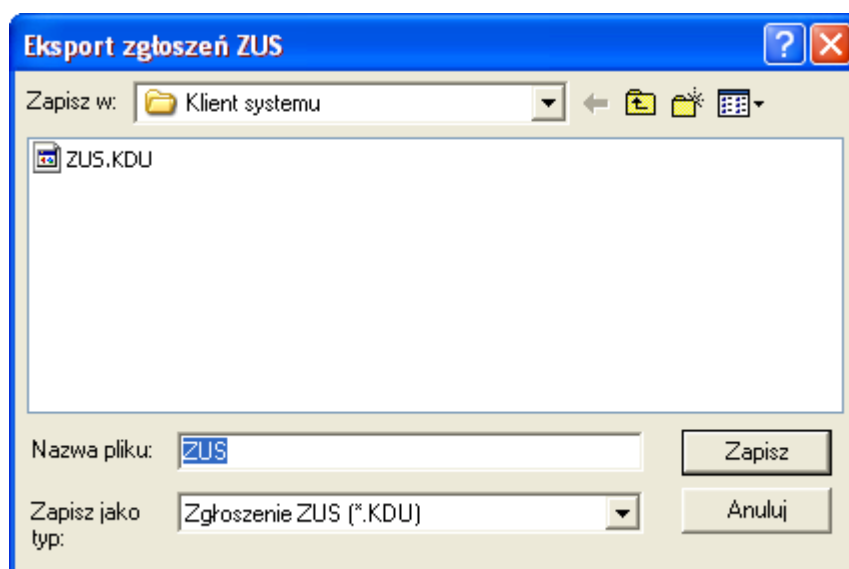 Eksport zgłoszeń ZUS
Zapisz w: Klient systemu
ZUS.KDU
Nazwa pliku: ZUS Zapisz
Zapisz jako typ: Zgłoszenie ZUS (*.KDU) Anuluj